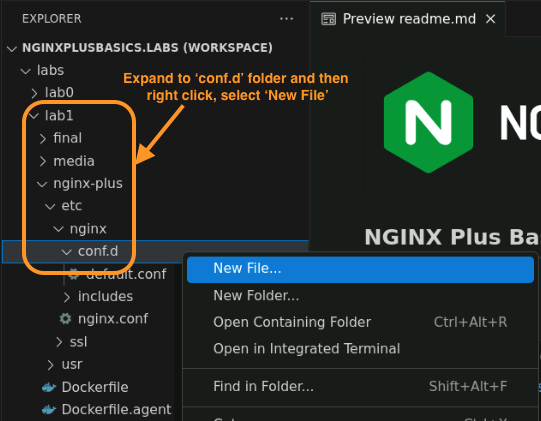 EXPLORER
Preview readme.md
NGINXPLUSBASICS.LABS (WORKSPACE)
labs
lab0
lab1
final
media
nginx-plus
etc
nginx
conf.d
default.conf
includes
nginx.conf
ssl
usr
Dockerfile
Dockerfile.agent
Expand to ‘conf.d’ folder and then
right click, select ‘New File’
N
NGINX Plus Bas
New File...
New Folder...
Open Containing Folder Ctrl+Alt+R
Open in Integrated Terminal
Find in Folder... Shift+Alt+F